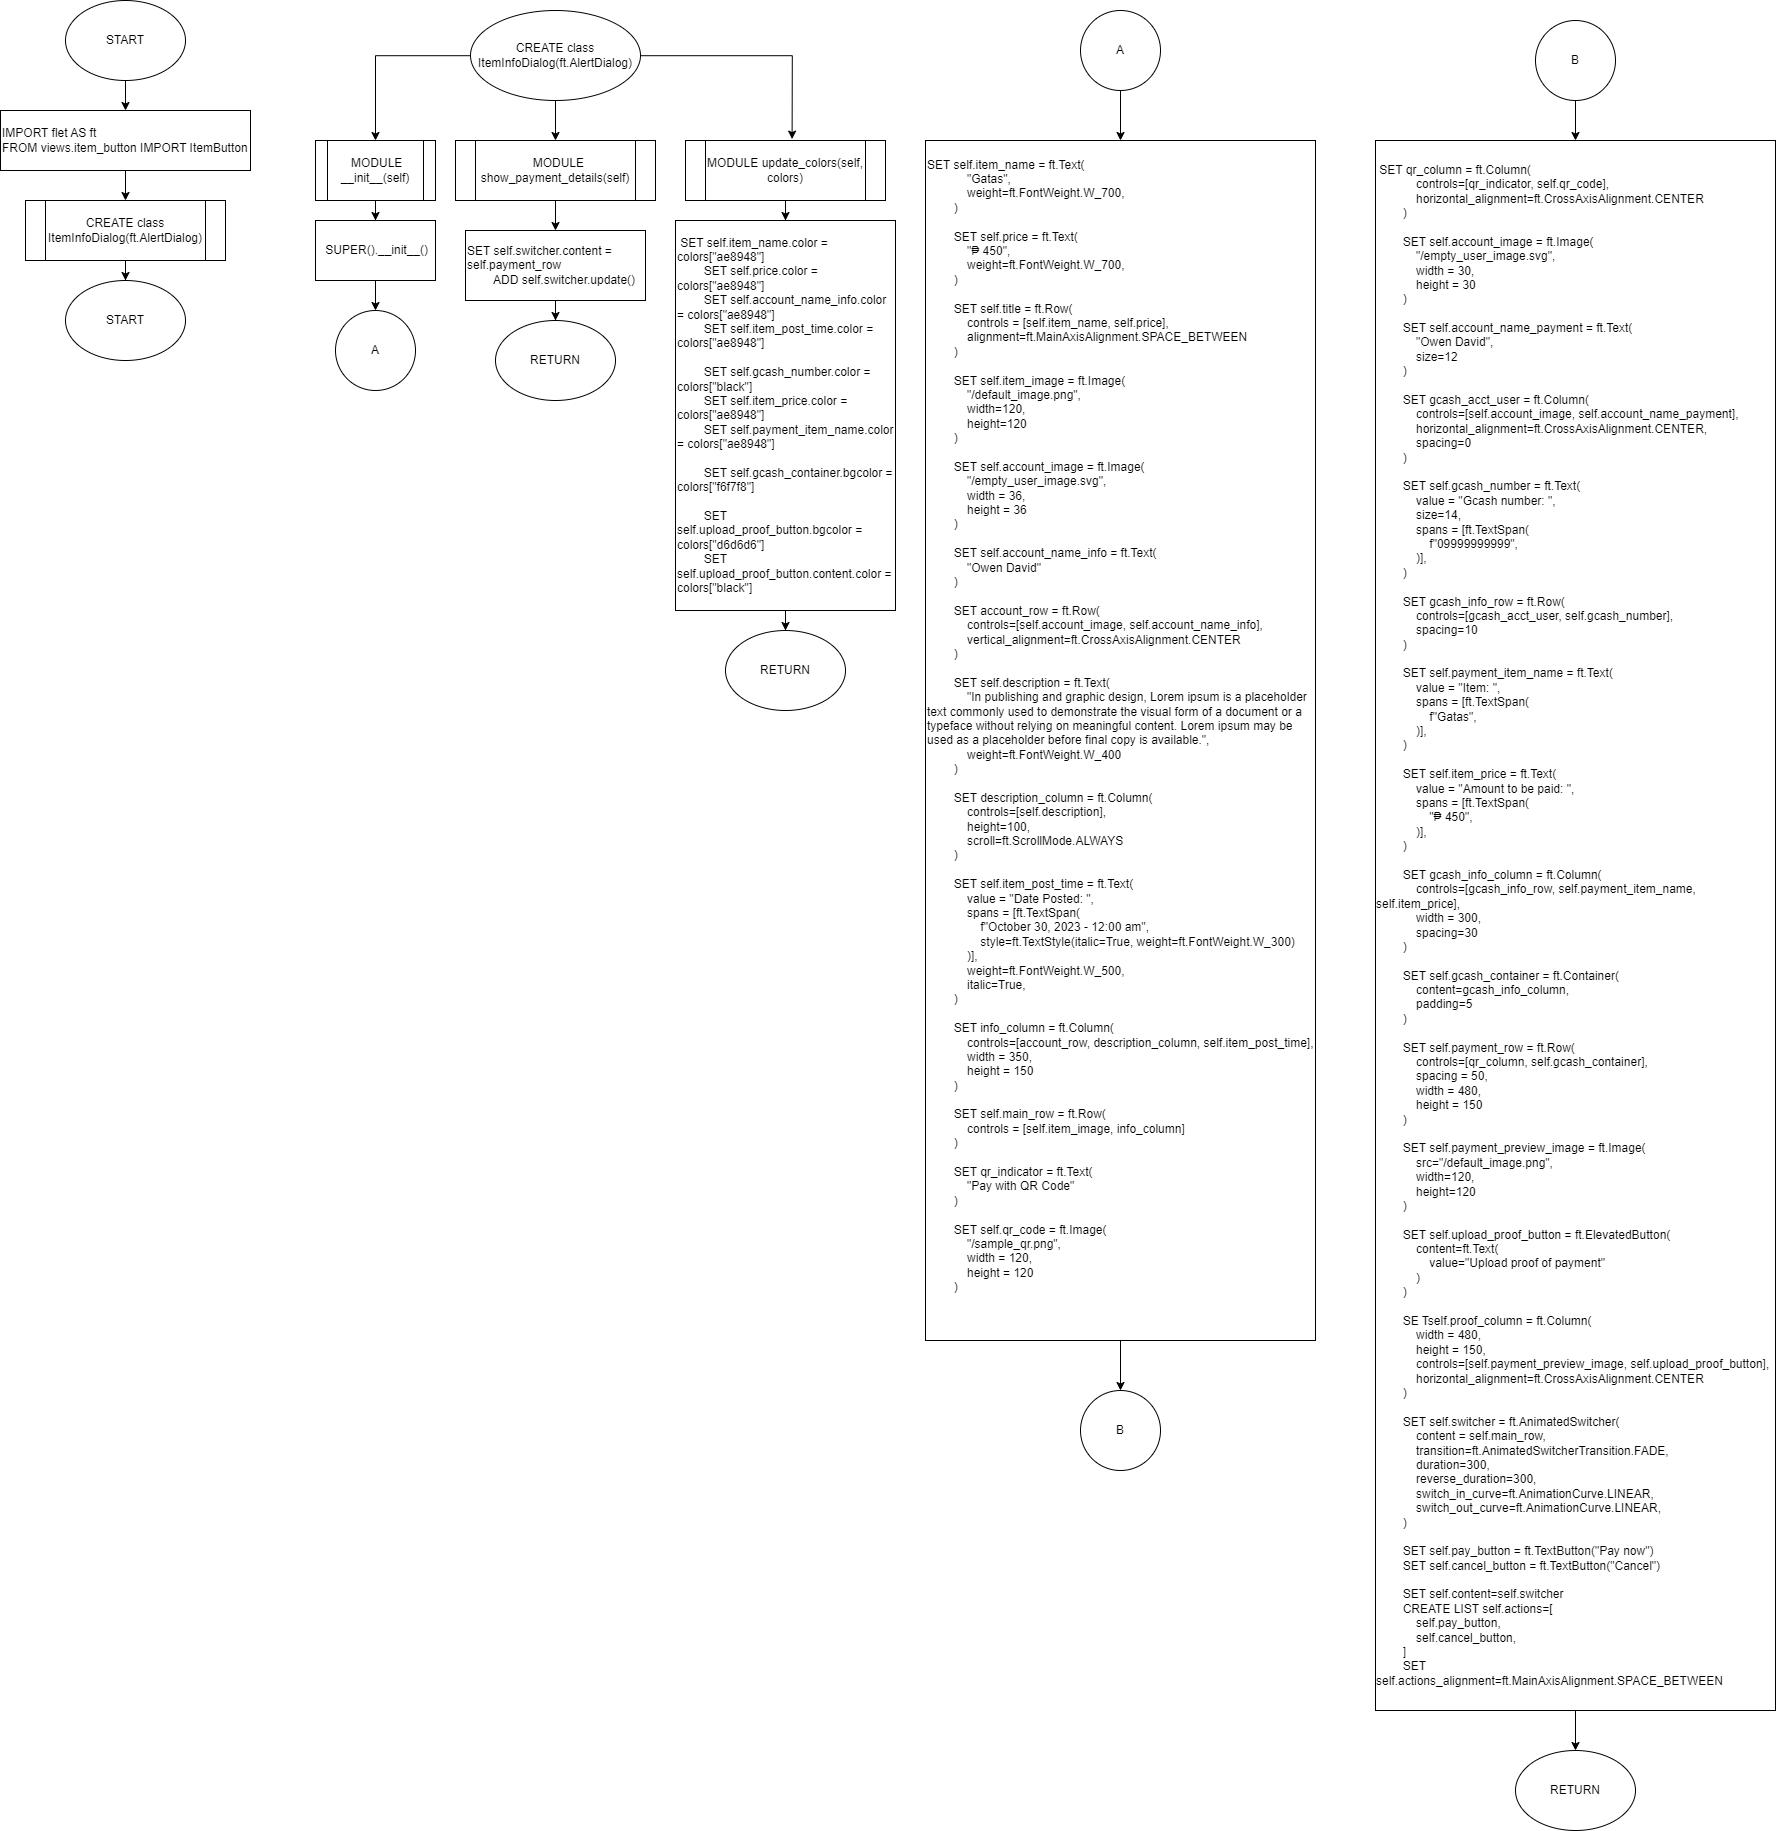 START
IMPORT flet AS ft
FROM views.item_button IMPORT ItemButton
CREATE class
ItemInfoDialog(ft.AlertDialog)
START
CREATE class
ItemInfoDialog(ft.AlertDialog)
MODULE
__init__(self)
SUPER().__init__()
A
MODULE
show_payment_details(self)
SET self.switcher.content =
self.payment_row
ADD self.switcher.update()
RETURN
MODULE update_colors(self,
colors)
SET self.item_name.color =
colors["ae8948"]
SET self.price.color =
colors["ae8948"]
SET self.account_name_info.color
= colors["ae8948"]
SET self.item_post_time.color =
colors["ae8948"]
SET self.gcash_number.color =
colors["black"]
SET self.item_price.color =
colors["ae8948"]
SET self.payment_item_name.color
= colors["ae8948"]
SET self.gcash_container.bgcolor =
colors["f6f7f8"]
SET
self.upload_proof_button.bgcolor =
colors["d6d6d6"]
SET
self.upload_proof_button.content.color =
colors["black"]
RETURN
A
SET self.item_name = ft.Text(
"Gatas",
weight=ft.FontWeight.W_700,
)
SET self.price = ft.Text(
"₱ 450",
weight=ft.FontWeight.W_700,
)
SET self.title = ft.Row(
controls = [self.item_name, self.price],
alignment=ft.MainAxisAlignment.SPACE_BETWEEN
)
SET self.item_image = ft.Image(
"/default_image.png",
width=120,
height=120
)
SET self.account_image = ft.Image(
"/empty_user_image.svg",
width = 36,
height = 36
)
SET self.account_name_info = ft.Text(
"Owen David"
)
SET account_row = ft.Row(
controls=[self.account_image, self.account_name_info],
vertical_alignment=ft.CrossAxisAlignment.CENTER
)
SET self.description = ft.Text(
"In publishing and graphic design, Lorem ipsum is a placeholder
text commonly used to demonstrate the visual form of a document or a
typeface without relying on meaningful content. Lorem ipsum may be
used as a placeholder before final copy is available.",
weight=ft.FontWeight.W_400
)
SET description_column = ft.Column(
controls=[self.description],
height=100,
scroll=ft.ScrollMode.ALWAYS
)
SET self.item_post_time = ft.Text(
value = "Date Posted: ",
spans = [ft.TextSpan(
f"October 30, 2023 - 12:00 am",
style=ft.TextStyle(italic=True, weight=ft.FontWeight.W_300)
)],
weight=ft.FontWeight.W_500,
italic=True,
)
SET info_column = ft.Column(
controls=[account_row, description_column, self.item_post_time],
width = 350,
height = 150
)
SET self.main_row = ft.Row(
controls = [self.item_image, info_column]
)
SET qr_indicator = ft.Text(
"Pay with QR Code"
)
SET self.qr_code = ft.Image(
"/sample_qr.png",
width = 120,
height = 120
)
B
B
SET qr_column = ft.Column(
controls=[qr_indicator, self.qr_code],
horizontal_alignment=ft.CrossAxisAlignment.CENTER
)
SET self.account_image = ft.Image(
"/empty_user_image.svg",
width = 30,
height = 30
)
SET self.account_name_payment = ft.Text(
"Owen David",
size=12
)
SET gcash_acct_user = ft.Column(
controls=[self.account_image, self.account_name_payment],
horizontal_alignment=ft.CrossAxisAlignment.CENTER,
spacing=0
)
SET self.gcash_number = ft.Text(
value = "Gcash number: ",
size=14,
spans = [ft.TextSpan(
f"09999999999",
)],
)
SET gcash_info_row = ft.Row(
controls=[gcash_acct_user, self.gcash_number],
spacing=10
)
SET self.payment_item_name = ft.Text(
value = "Item: ",
spans = [ft.TextSpan(
f"Gatas",
)],
)
SET self.item_price = ft.Text(
value = "Amount to be paid: ",
spans = [ft.TextSpan(
"₱ 450",
)],
)
SET gcash_info_column = ft.Column(
controls=[gcash_info_row, self.payment_item_name,
self.item_price],
width = 300,
spacing=30
)
SET self.gcash_container = ft.Container(
content=gcash_info_column,
padding=5
)
SET self.payment_row = ft.Row(
controls=[qr_column, self.gcash_container],
spacing = 50,
width = 480,
height = 150
)
SET self.payment_preview_image = ft.Image(
src="/default_image.png",
width=120,
height=120
)
SET self.upload_proof_button = ft.ElevatedButton(
content=ft.Text(
value="Upload proof of payment"
)
)
SE Tself.proof_column = ft.Column(
width = 480,
height = 150,
controls=[self.payment_preview_image, self.upload_proof_button],
horizontal_alignment=ft.CrossAxisAlignment.CENTER
)
SET self.switcher = ft.AnimatedSwitcher(
content = self.main_row,
transition=ft.AnimatedSwitcherTransition.FADE,
duration=300,
reverse_duration=300,
switch_in_curve=ft.AnimationCurve.LINEAR,
switch_out_curve=ft.AnimationCurve.LINEAR,
)
SET self.pay_button = ft.TextButton("Pay now")
SET self.cancel_button = ft.TextButton("Cancel")
SET self.content=self.switcher
CREATE LIST self.actions=[
self.pay_button,
self.cancel_button,
]
SET
self.actions_alignment=ft.MainAxisAlignment.SPACE_BETWEEN
RETURN